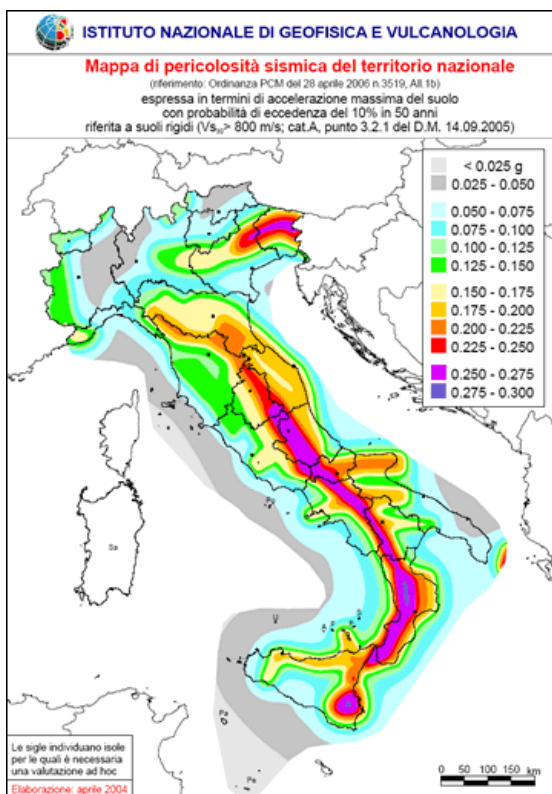 ISTITUTO NAZIONALE DI GEOFISICA E VULCANOLOGIA
Mappa di pericolosità sismica del territorio nazionale
(riferimento: Ordinanza PCM del 28 aprile 2006 n.3519, All.1b)
espressa in termini di accelerazione massima del suolo
con probabilità di eccedenza del 10% in 50 anni
riferita a suoli rigidi (Vs₃₀> 800 m/s; cat.A, punto 3.2.1 del D.M. 14.09.2005)
< 0.025 g
0.025 - 0.050
0.050 - 0.075
0.075 - 0.100
0.100 - 0.125
0.125 - 0.150
0.150 - 0.175
0.175 - 0.200
0.200 - 0.225
0.225 - 0.250
0.250 - 0.275
0.275 - 0.300
Sa
U
Pa
Pe
Le sigle individuano isole
per le quali è necessaria
una valutazione ad hoc
Elaborazione: aprile 2004
0 50 100 150 km